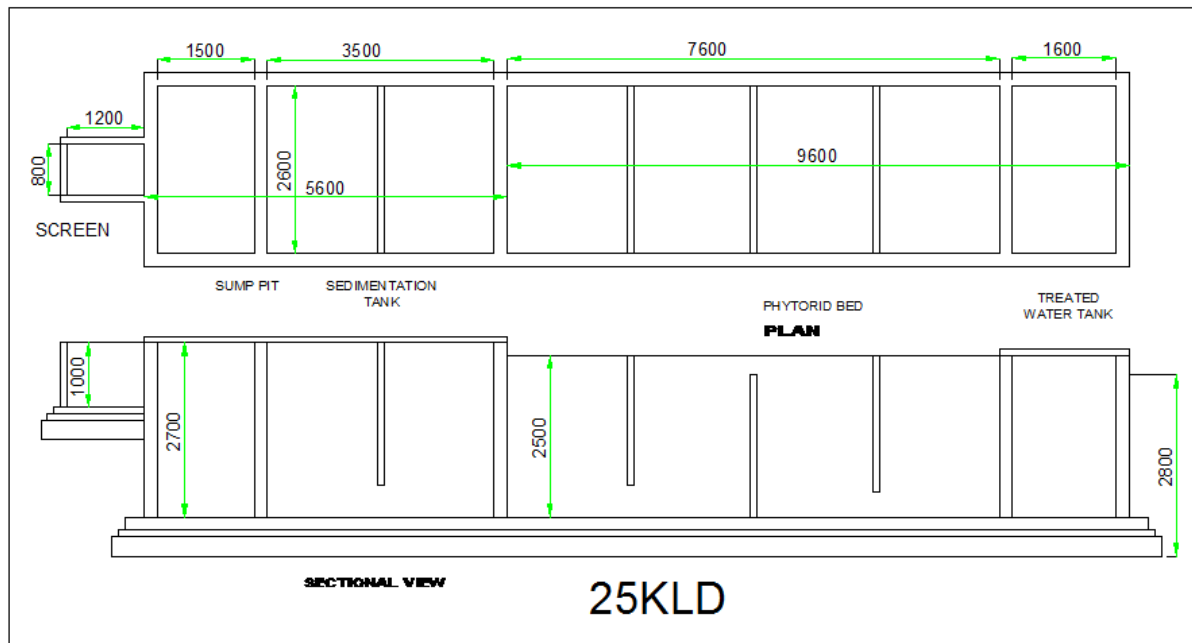 1500
3500
7600
1600
1200
800
2600
5600
9600
SCREEN
SUMP PIT
SEDIMENTATION
TANK
PHYTORID BED
PLAN
TREATED
WATER TANK
1000
2700
2500
2800
SECTIONAL VIEW
25KLD